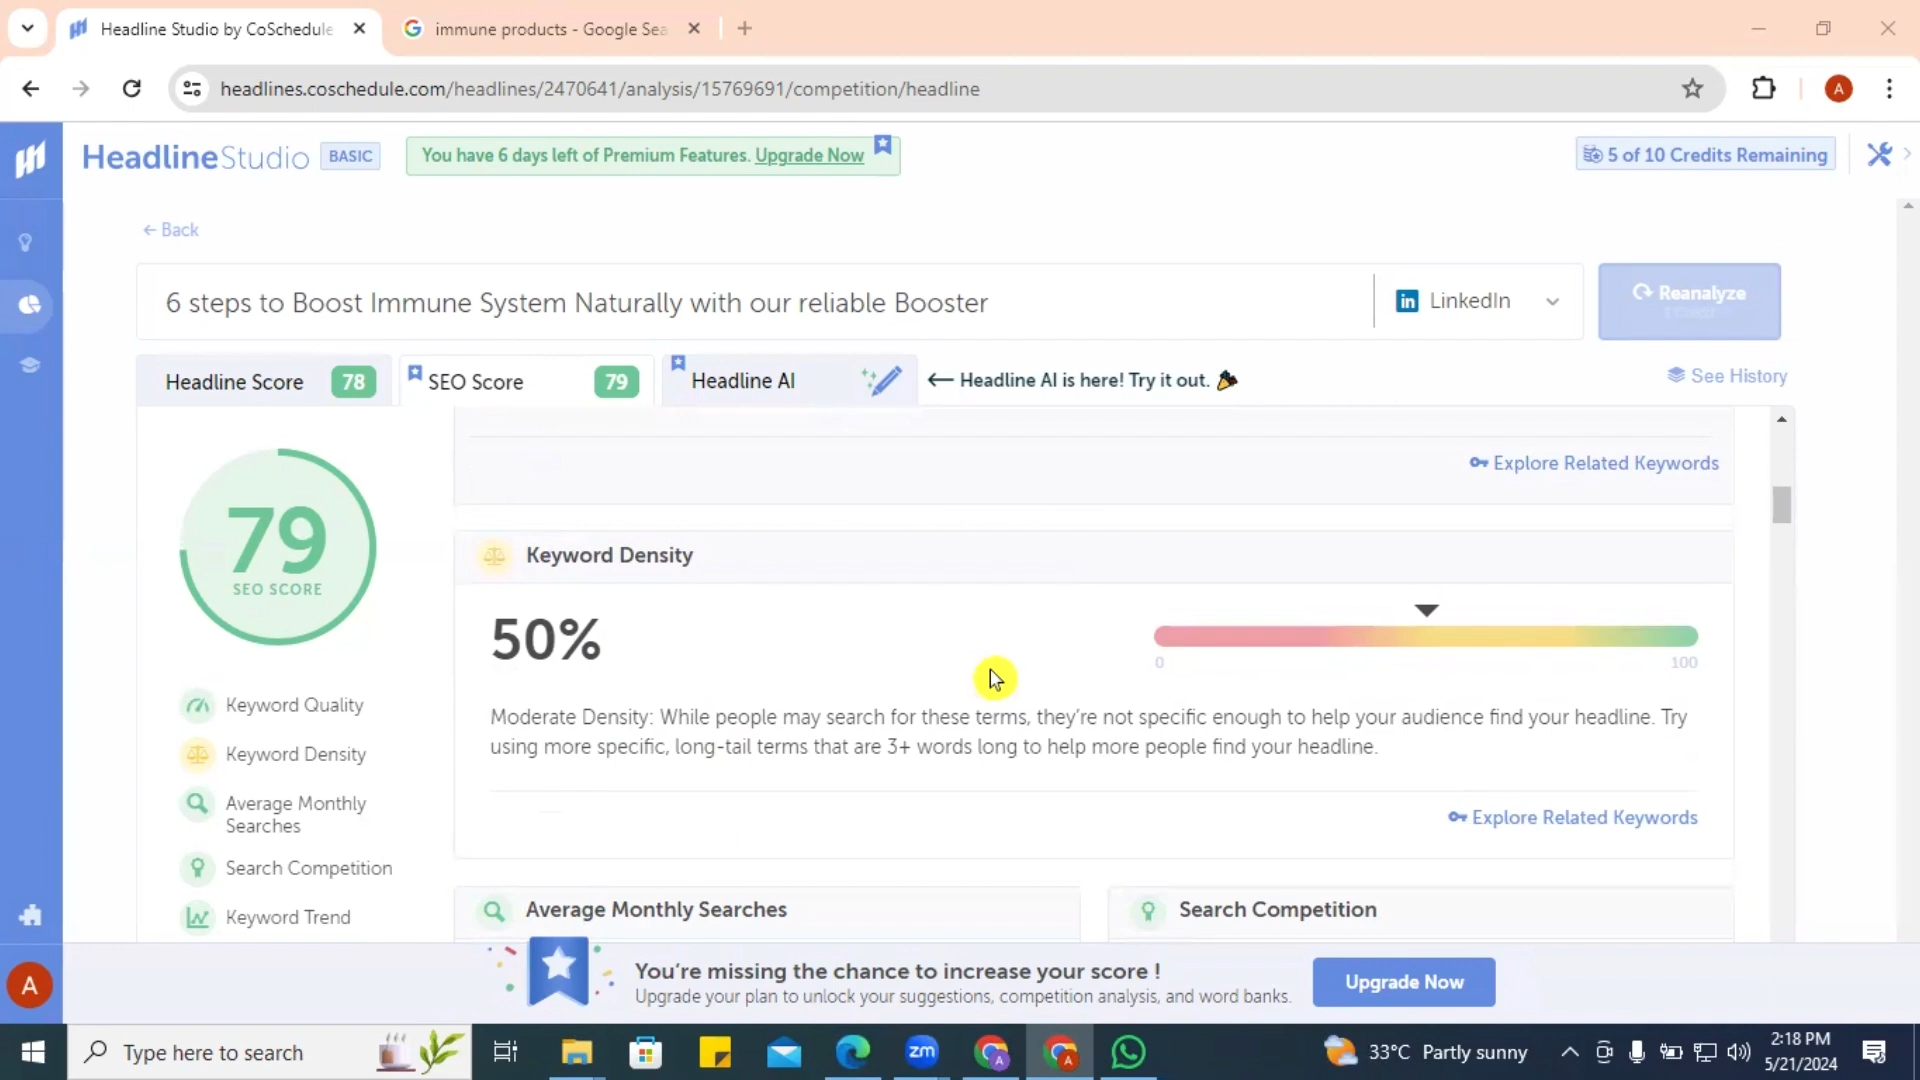 Headline Studio by CoSchedule
immune products - Google Sea
headlines.coschedule.com/headlines/2470641/analysis/15769691/competition/headline
A
HeadlineStudio BASIC
You have 6 days left of Premium Features. Upgrade Now
5 of 10 Credits Remaining
← Back
6 steps to Boost Immune System Naturally with our reliable Booster
in LinkedIn
Reanalyze
Headline Score 78
SEO Score 79
Headline AI
← Headline AI is here! Try it out.
See History
Explore Related Keywords
79
SEO SCORE
Keyword Density
50%
0
100
Moderate Density: While people may search for these terms, they're not specific enough to help your audience find your headline. Try
using more specific, long-tail terms that are 3+ words long to help more people find your headline.
Explore Related Keywords
Keyword Quality
Keyword Density
Average Monthly
Searches
Search Competition
Keyword Trend
Average Monthly Searches
Search Competition
A
You're missing the chance to increase your score !
Upgrade your plan to unlock your suggestions, competition analysis, and word banks.
Upgrade Now
Type here to search
zm
A
A
33°C Partly sunny
2:18 PM
5/21/2024